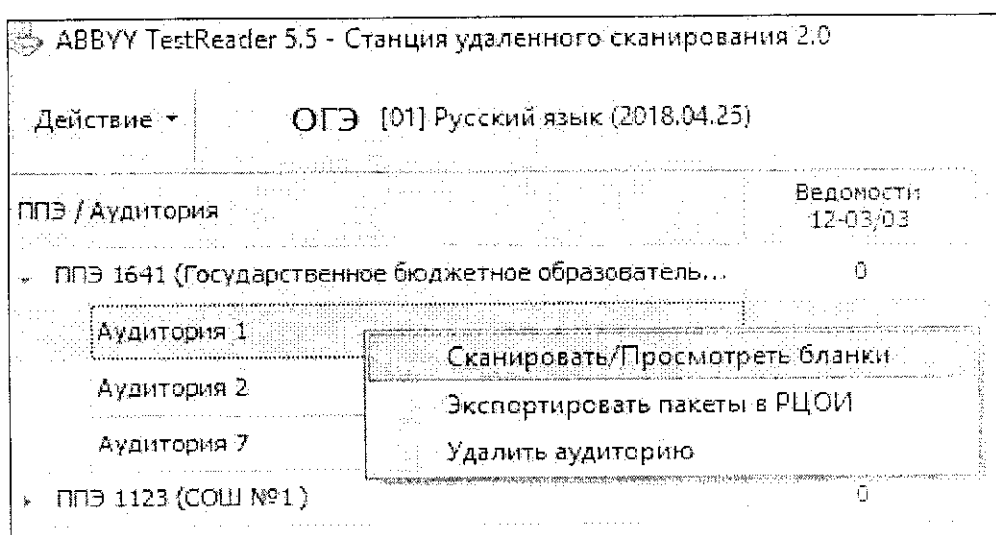 ABBYY TestReader 5.5 - Станция удаленного сканирования 2.0
Действие
ОГЭ [01] Русский язык (2018.04.25)
ППЭ / Аудитория
Ведомости
12-03/03
ППЭ 1641 (Государственное бюджетное образователь... 0
Аудитория 1
Сканировать/Просмотреть бланки
Аудитория 2
Экспортировать пакеты в РЦОИ
Аудитория 7
Удалить аудиторию
ППЭ 1123 (СОШ №1 ) 0